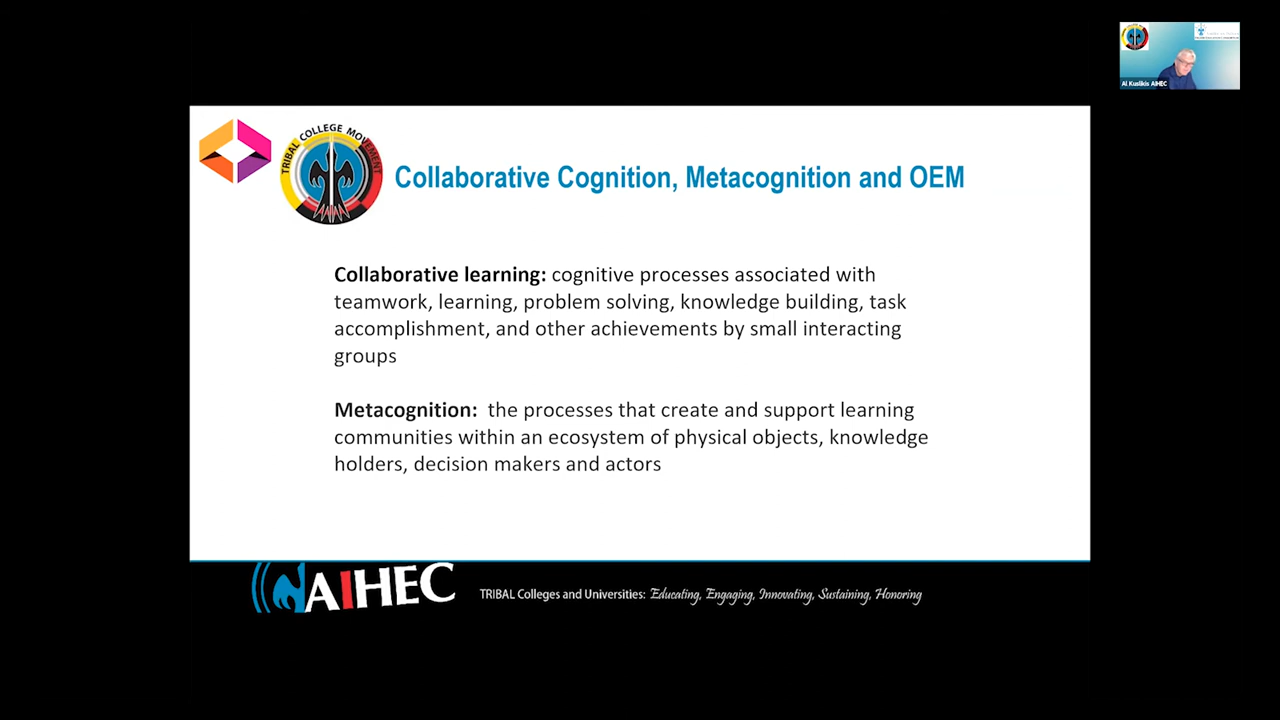 Al Kuslikis AIHEC
TRIBAL COLLEGE MOVEMENT
Collaborative Cognition, Metacognition and OEM
Collaborative learning: cognitive processes associated with
teamwork, learning, problem solving, knowledge building, task
accomplishment, and other achievements by small interacting
groups
Metacognition: the processes that create and support learning
communities within an ecosystem of physical objects, knowledge
holders, decision makers and actors
AIHEC
TRIBAL Colleges and Universities: Educating, Engaging, Innovating, Sustaining, Honoring